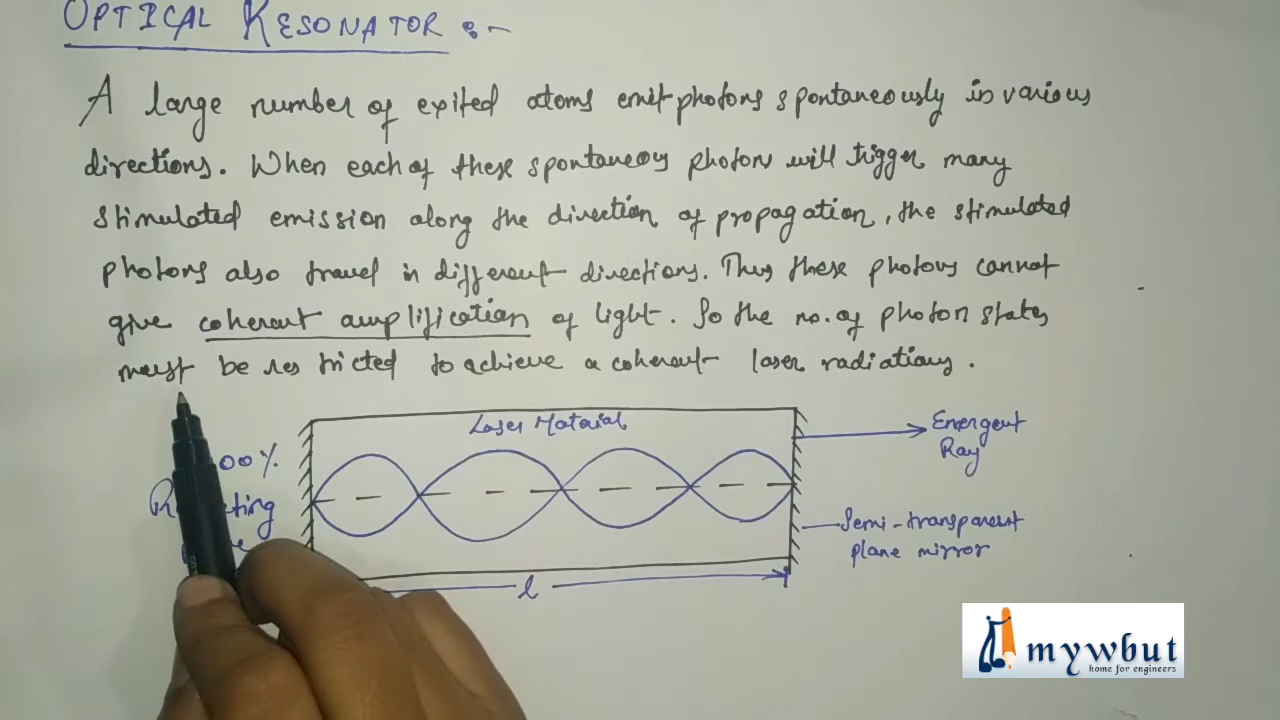 OPTICAL RESONATOR :-
A large number of exited atoms emit photons spontaneously in various
directions. When each of these spontaneous photon will trigger many
stimulated emission along the direction of propagation, the stimulated
photons also travel in different directions. Thus these photons cannot
give coherent amplification of light. So the no. of photon states
must be restricted to achieve a coherent laser radiations.
Laser Material
Emergent
Ray
00%
l
Semi-transparent
plane mirror
mywbut
home for engineers